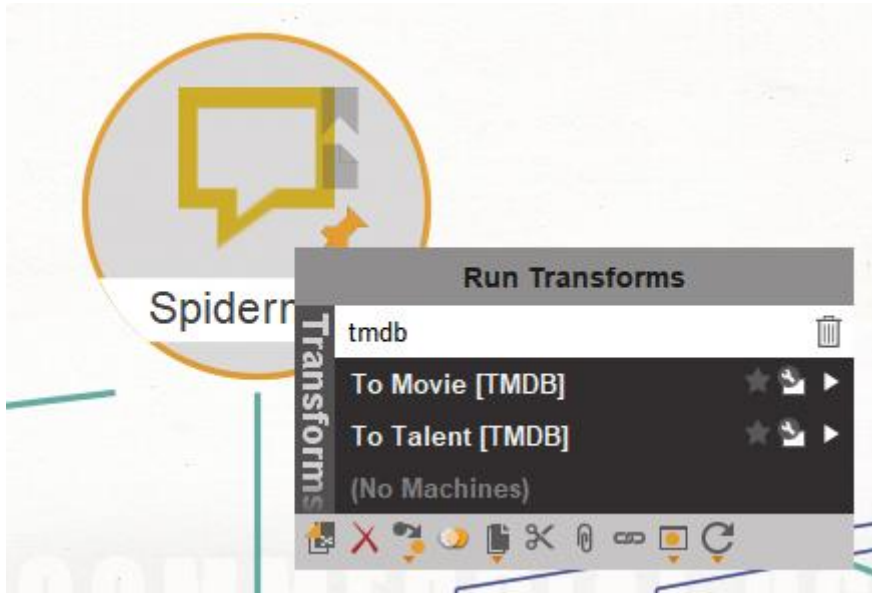 Run Transforms
Spiderm
Transforms
tmdb
To Movie [TMDB]
To Talent [TMDB]
(No Machines)